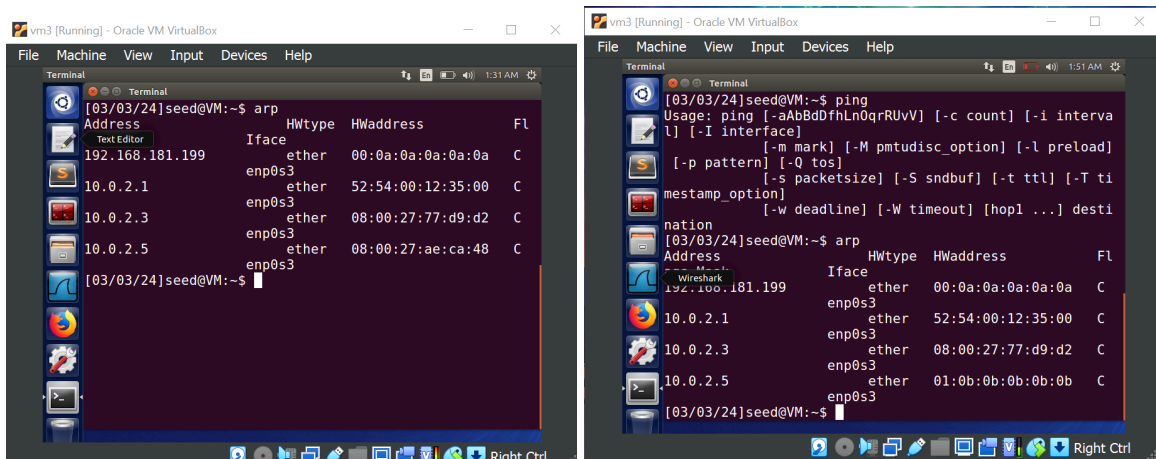 vm3 [Running] - Oracle VM VirtualBox
File Machine View Input Devices Help
Terminal
En
1:31 AM
Terminal
[03/03/24]seed@VM:~$ arp
Address HWtype HWaddress Fl
Text Editor Iface
192.168.181.199 ether 00:0a:0a:0a:0a:0a C
enp0s3
10.0.2.1 ether 52:54:00:12:35:00 C
enp0s3
10.0.2.3 ether 08:00:27:77:d9:d2 C
enp0s3
10.0.2.5 ether 08:00:27:ae:ca:48 C
enp0s3
[03/03/24]seed@VM:~$
Right Ctrl
vm3 [Running] - Oracle VM VirtualBox
File Machine View Input Devices Help
Terminal
En
1:51 AM
Terminal
[03/03/24]seed@VM:~$ ping
Usage: ping [-aAbBdDfhLnOqrRUvV] [-c count] [-i interva
l] [-I interface]
[-m mark] [-M pmtudisc_option] [-l preload]
[-p pattern] [-Q tos]
[-s packetsize] [-S sndbuf] [-t ttl] [-T ti
mestamp_option]
[-w deadline] [-W timeout] [hop1 ...] desti
nation
[03/03/24]seed@VM:~$ arp
Address HWtype HWaddress Fl
Iface
Wireshark
192.168.181.199 ether 00:0a:0a:0a:0a:0a C
enp0s3
10.0.2.1 ether 52:54:00:12:35:00 C
enp0s3
10.0.2.3 ether 08:00:27:77:d9:d2 C
enp0s3
10.0.2.5 ether 01:0b:0b:0b:0b:0b C
enp0s3
[03/03/24]seed@VM:~$
Right Ctrl